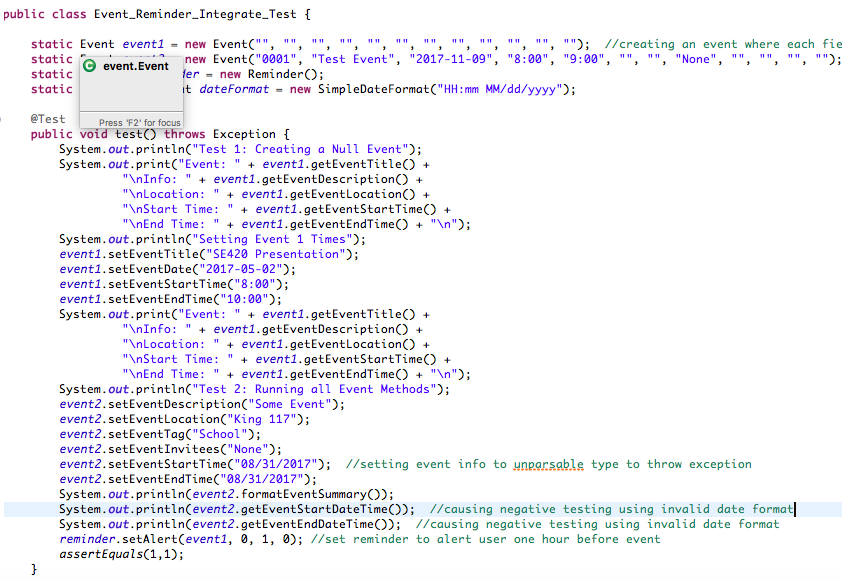 public class Event_Reminder_Integrate_Test {
static Event event1 = new Event("", "", "", "", "", "", "", "", "", "", "", ""); //creating an event where each fie
static Event event2 = new Event("0001", "Test Event", "2017-11-09", "8:00", "9:00", "", "", "None", "", "", "", "");
static der = new Reminder();
static t dateFormat = new SimpleDateFormat("HH:mm MM/dd/yyyy");
event.Event
Press 'F2' for focus
@Test
public void test() throws Exception {
System.out.println("Test 1: Creating a Null Event");
System.out.print("Event: " + event1.getEventTitle() +
"\nInfo: " + event1.getEventDescription() +
"\nLocation: " + event1.getEventLocation() +
"\nStart Time: " + event1.getEventStartTime() +
"\nEnd Time: " + event1.getEventEndTime() + "\n");
System.out.println("Setting Event 1 Times");
event1.setEventTitle("SE420 Presentation");
event1.setEventDate("2017-05-02");
event1.setEventStartTime("8:00");
event1.setEventEndTime("10:00");
System.out.print("Event: " + event1.getEventTitle() +
"\nInfo: " + event1.getEventDescription() +
"\nLocation: " + event1.getEventLocation() +
"\nStart Time: " + event1.getEventStartTime() +
"\nEnd Time: " + event1.getEventEndTime() + "\n");
System.out.println("Test 2: Running all Event Methods");
event2.setEventDescription("Some Event");
event2.setEventLocation("King 117");
event2.setEventTag("School");
event2.setEventInvitees("None");
event2.setEventStartTime("08/31/2017"); //setting event info to unparsable type to throw exception
event2.setEventEndTime("08/31/2017");
System.out.println(event2.formatEventSummary());
System.out.println(event2.getEventStartDateTime()); //causing negative testing using invalid date format
System.out.println(event2.getEventEndDateTime()); //causing negative testing using invalid date format
reminder.setAlert(event1, 0, 1, 0); //set reminder to alert user one hour before event
assertEquals(1,1);
}